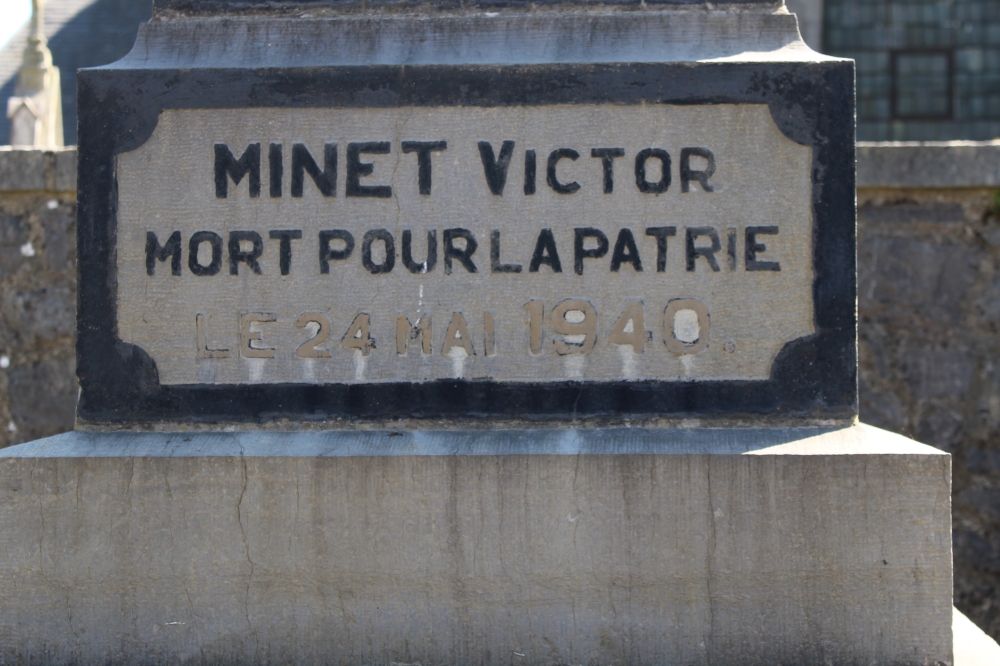 MINET VICTOR
MORT POUR LA PATRIE
LE 24 MAI 1940.